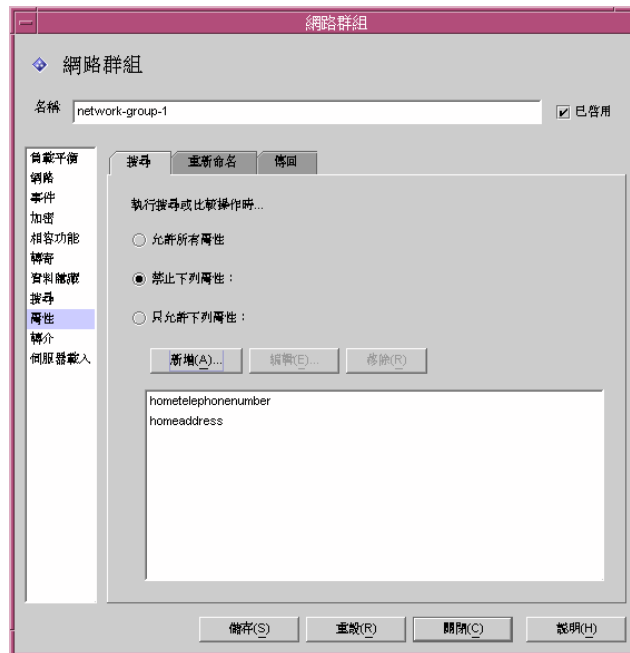 網路群組
網路群組
名稱 network-group-1 已啟用
負載平衡
網路
事件
加密
相容功能
轉寄
資料隱藏
搜尋
屬性
轉介
伺服器載入
搜尋 重新命名 傳回
執行搜尋或比較操作時...
允許所有屬性
禁止下列屬性：
只允許下列屬性：
新增(A)... 編輯(E)... 移除(R)
hometelephonenumber
homeaddress
儲存(S) 重設(R) 關閉(C) 說明(H)